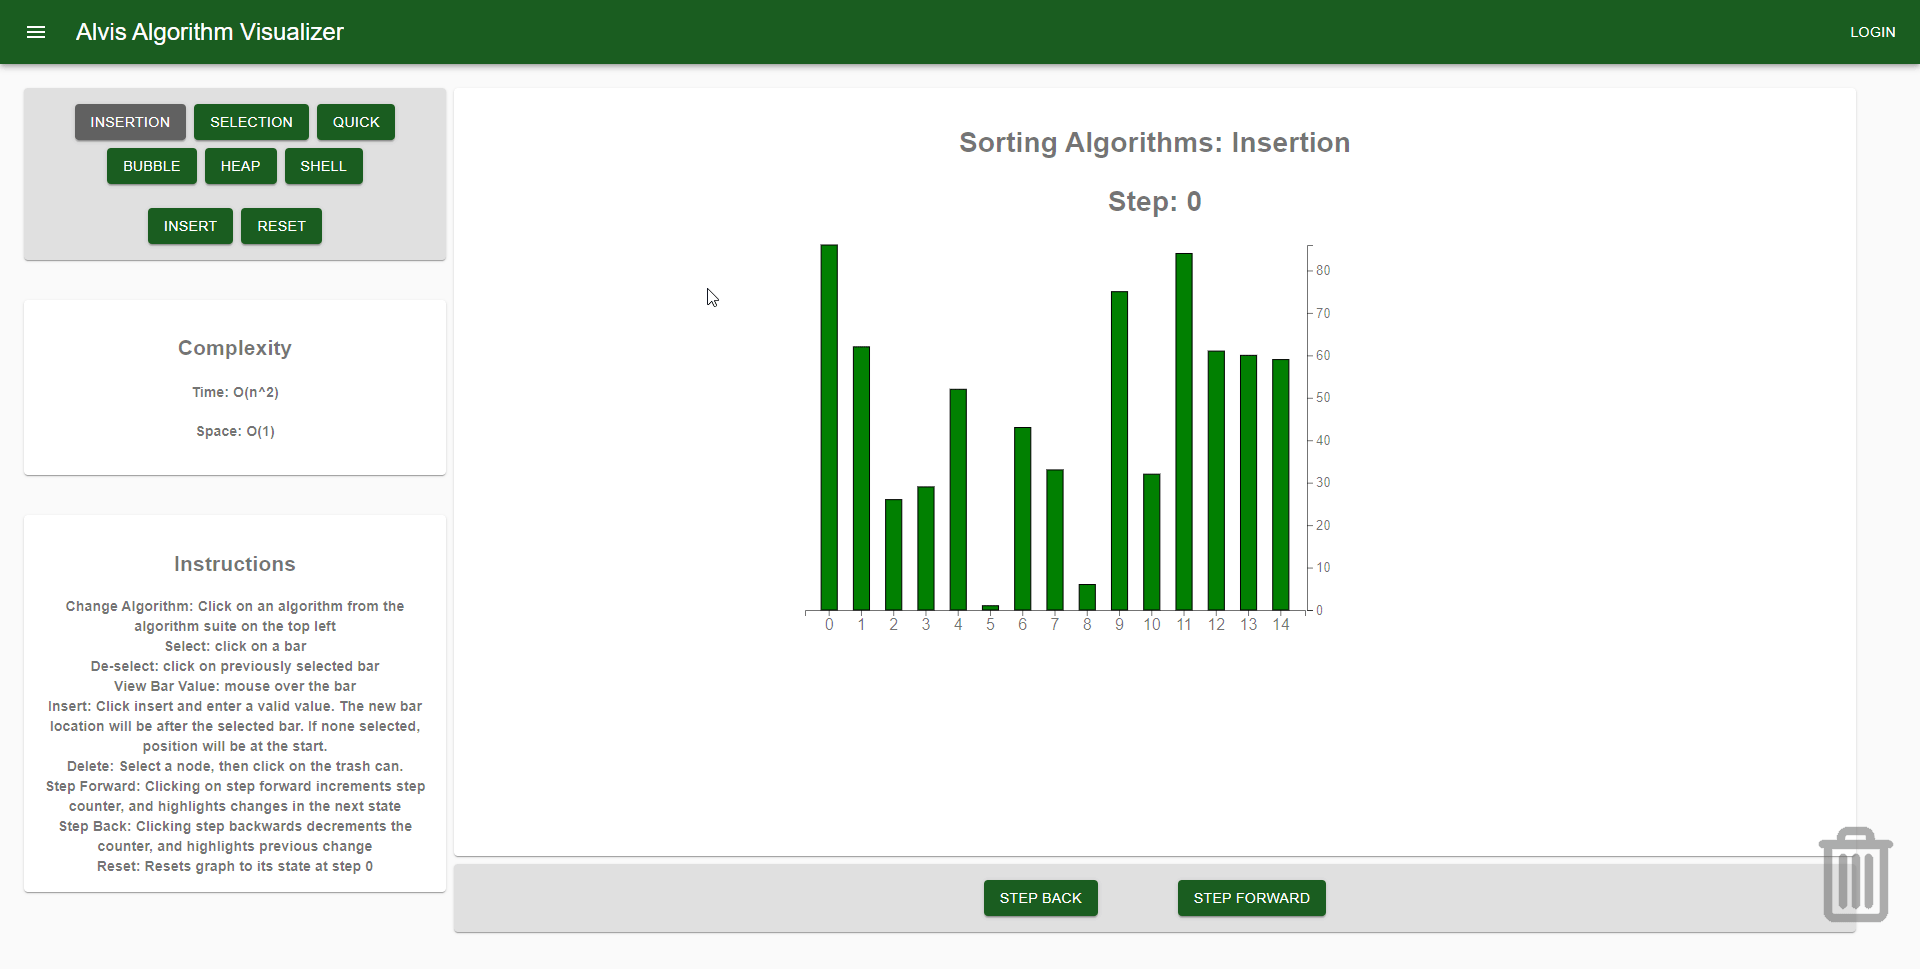 Alvis Algorithm Visualizer
LOGIN
INSERTION SELECTION QUICK
BUBBLE HEAP SHELL
INSERT RESET
Complexity
Time: O(n^2)
Space: O(1)
Instructions
Change Algorithm: Click on an algorithm from the
algorithm suite on the top left
Select: click on a bar
De-select: click on previously selected bar
View Bar Value: mouse over the bar
Insert: Click insert and enter a valid value. The new bar
location will be after the selected bar. If none selected,
position will be at the start.
Delete: Select a node, then click on the trash can.
Step Forward: Clicking on step forward increments step
counter, and highlights changes in the next state
Step Back: Clicking step backwards decrements the
counter, and highlights previous change
Reset: Resets graph to its state at step 0
Sorting Algorithms: Insertion
Step: 0
80
70
60
50
40
30
20
10
0
0 1 2 3 4 5 6 7 8 9 10 11 12 13 14
STEP BACK STEP FORWARD